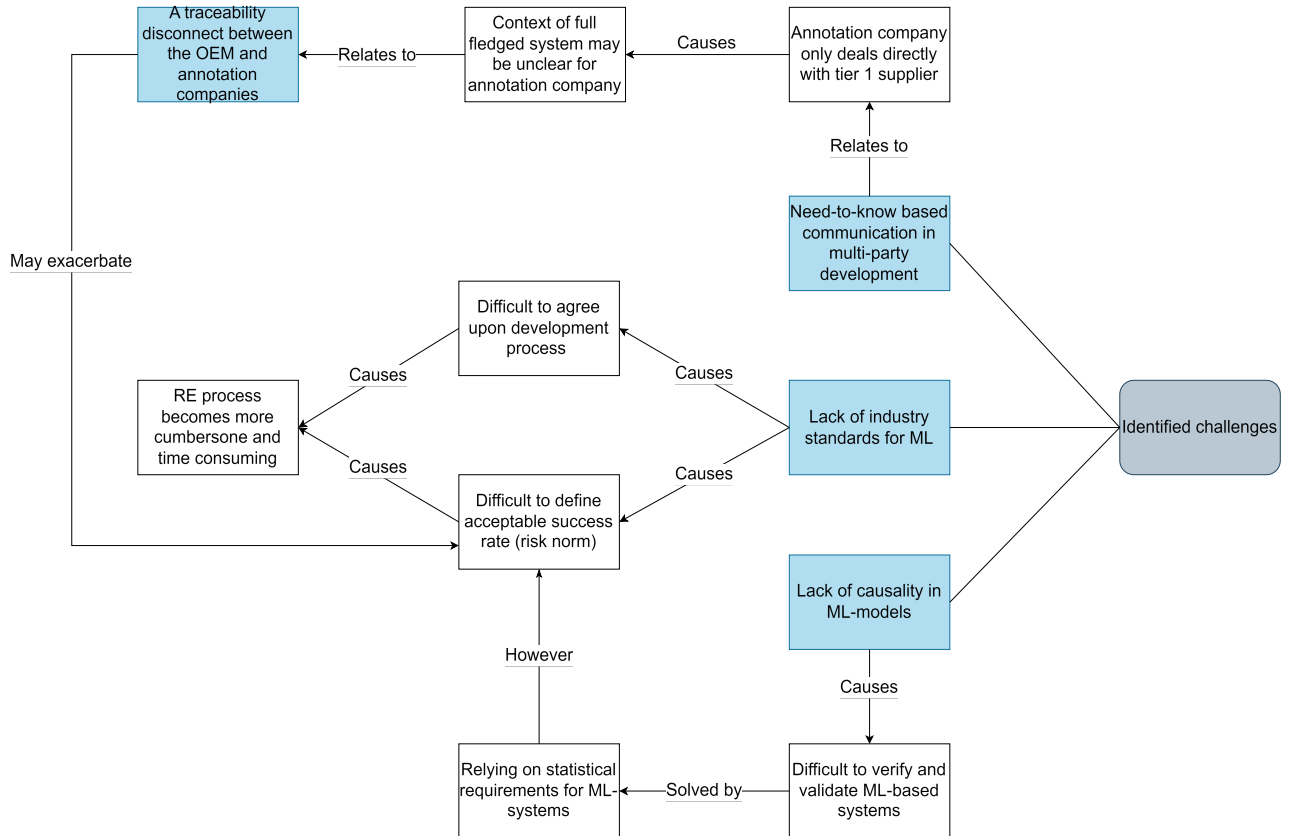 A traceability
disconnect between
the OEM and
annotation
companies
Relates to
Context of full
fledged system may
be unclear for
annotation company
Causes
Annotation company
only deals directly
with tier 1 supplier
Relates to
Need-to-know based
communication in
multi-party
development
May exacerbate
Difficult to agree
upon development
process
Causes
Causes
RE process
becomes more
cumbersone and
time consuming
Lack of industry
standards for ML
Identified challenges
Causes
Causes
Difficult to define
acceptable success
rate (risk norm)
Lack of causality in
ML-models
However
Causes
Relying on statistical
requirements for ML-
systems
Solved by
Difficult to verify and
validate ML-based
systems